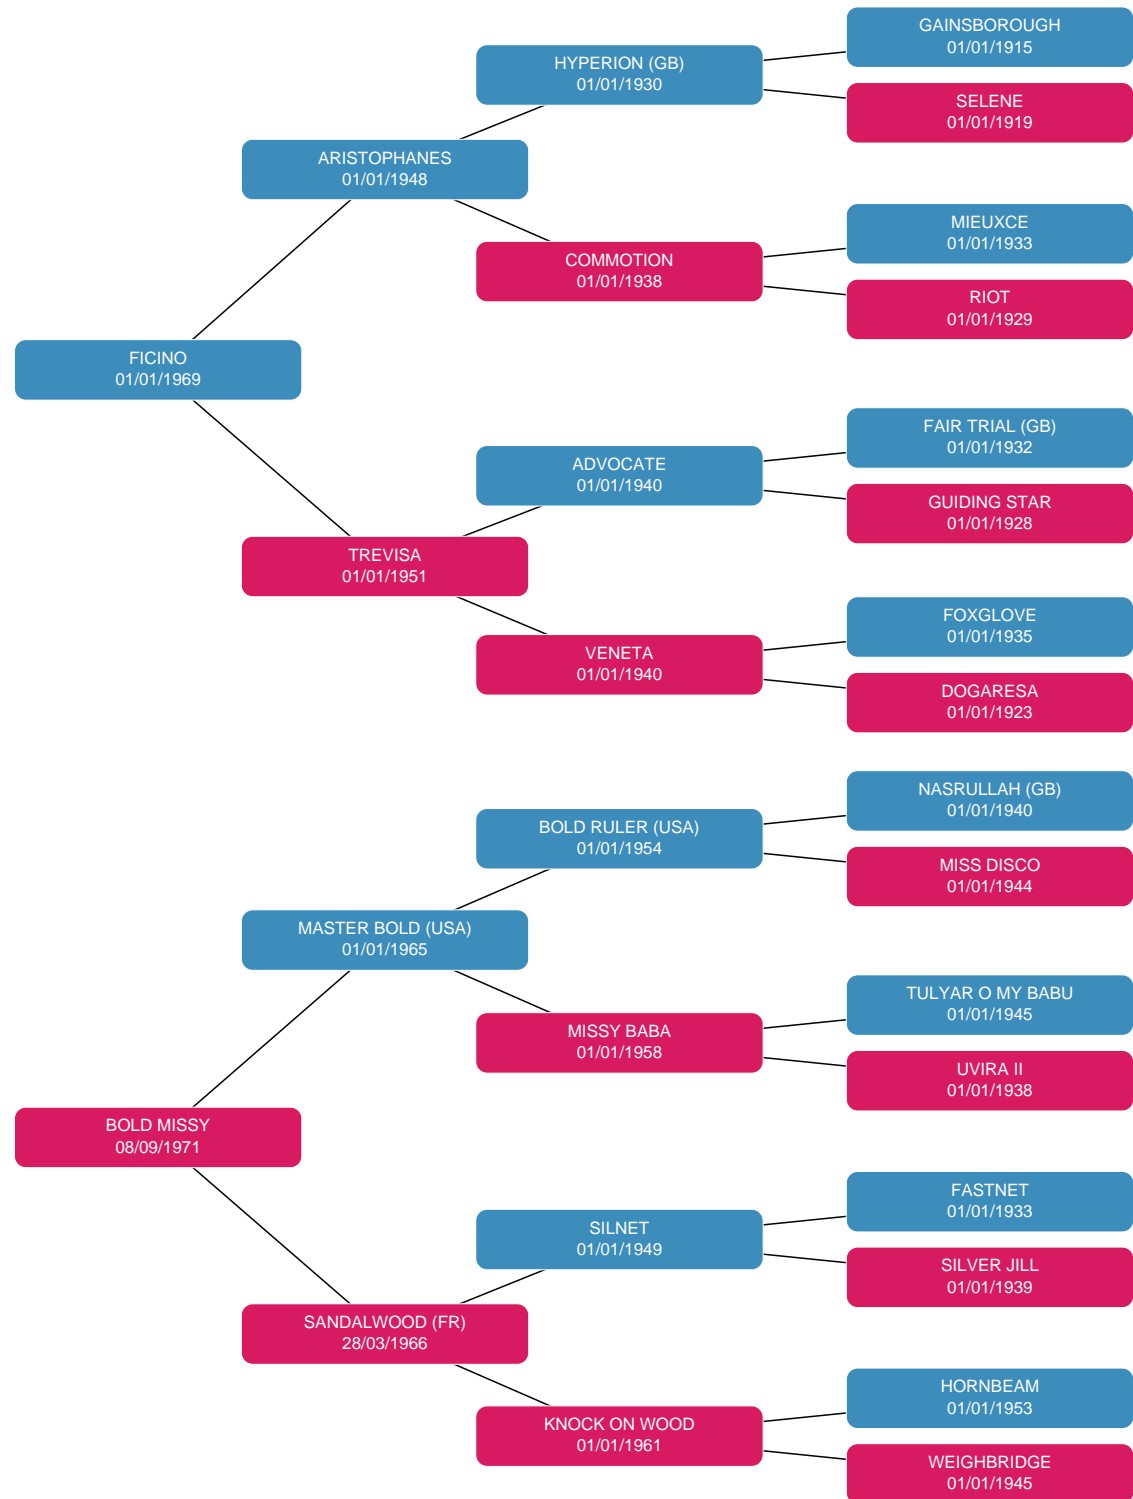 GAINSBOROUGH
01/01/1915
HYPERION (GB)
01/01/1930
SELENE
01/01/1919
ARISTOPHANES
01/01/1948
MIEUXCE
01/01/1933
COMMOTION
01/01/1938
RIOT
01/01/1929
FICINO
01/01/1969
FAIR TRIAL (GB)
01/01/1932
ADVOCATE
01/01/1940
GUIDING STAR
01/01/1928
TREVISA
01/01/1951
FOXGLOVE
01/01/1935
VENETA
01/01/1940
DOGARESA
01/01/1923
NASRULLAH (GB)
01/01/1940
BOLD RULER (USA)
01/01/1954
MISS DISCO
01/01/1944
MASTER BOLD (USA)
01/01/1965
TULYAR O MY BABU
01/01/1945
MISSY BABA
01/01/1958
UVIRA II
01/01/1938
BOLD MISSY
08/09/1971
FASTNET
01/01/1933
SILNET
01/01/1949
SILVER JILL
01/01/1939
SANDALWOOD (FR)
28/03/1966
HORNBEAM
01/01/1953
KNOCK ON WOOD
01/01/1961
WEIGHBRIDGE
01/01/1945